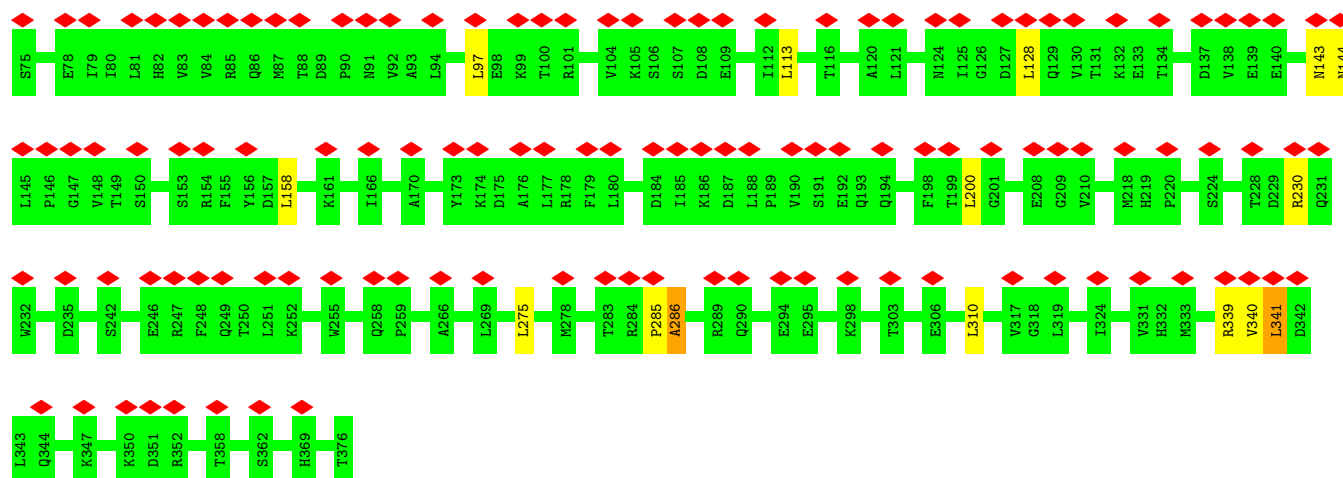 S75 E78 I79 I80 L81 H82 V83 V84 R85 Q86 M87 T88 D89 P90 N91 V92 A93 L94 L97 E98 K99 T100 R101 V104 K105 S106 S107 D108 E109 I112 L113 T116 A120 L121 N124 I125 G126 D127 L128 Q129 V130 T131 K132 E133 T134 D137 V138 E139 E140 N143 N144
L145 P146 G147 V148 T149 S150 S153 R154 F155 Y156 D157 L158 K161 I166 A170 Y173 K174 D175 A176 L177 R178 F179 L180 D184 I185 K186 D187 L188 P189 V190 S191 E192 Q193 Q194 F198 T199 L200 G201 E208 G209 V210 M218 H219 P220 S224 T228 D229 R230 Q231
W232 D235 S242 E246 R247 F248 Q249 T250 L251 K252 W255 Q258 P259 A266 L269 L275 M278 T283 R284 P285 A286 R289 Q290 E294 E295 K298 T303 E306 L310 V317 G318 L319 I324 V331 H332 M333 R339 V340 L341 D342
L343 Q344 K347 K350 D351 R352 T358 S362 H369 T376